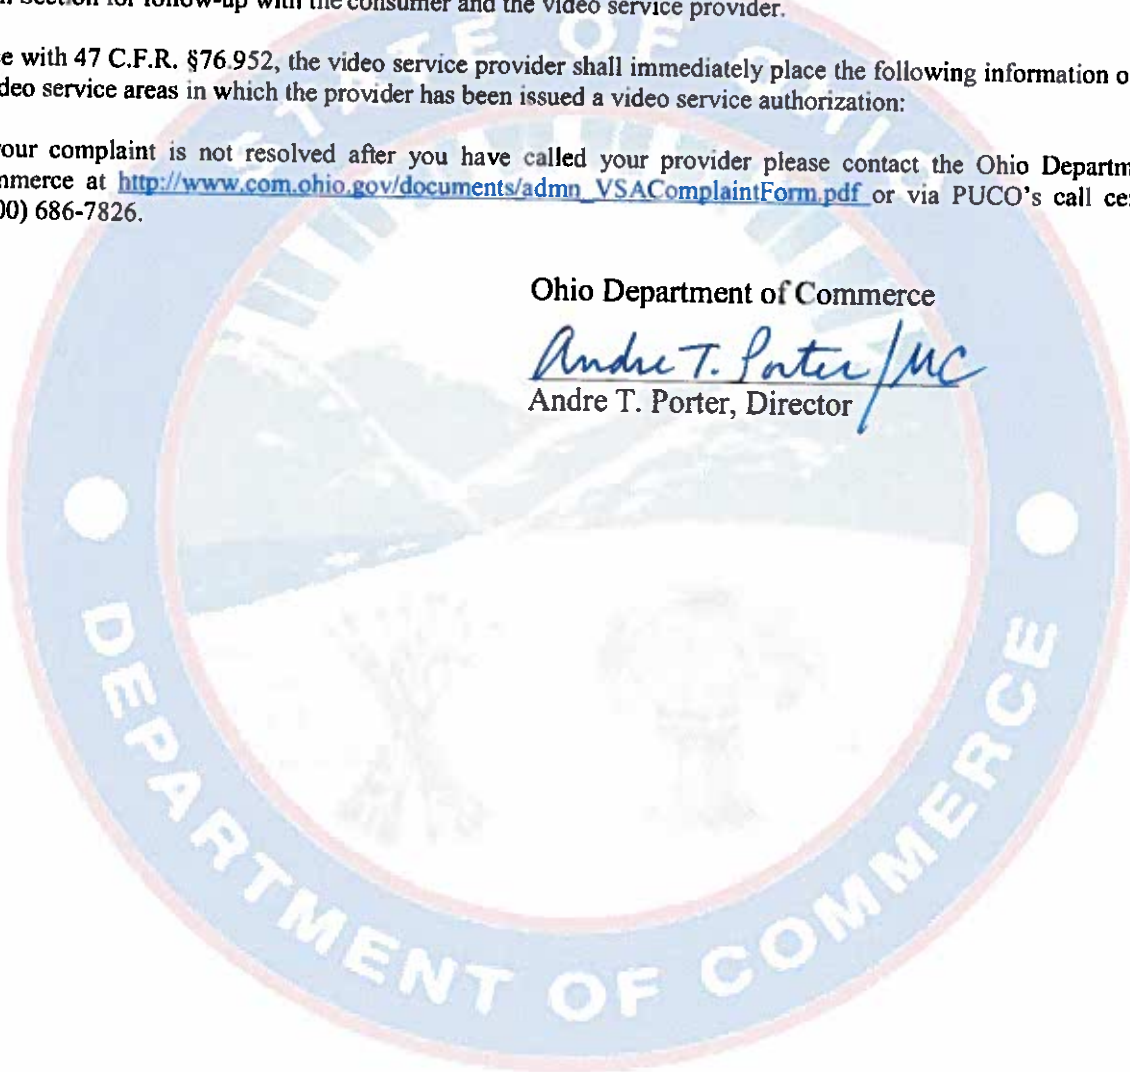 section for follow-up with the consumer and the video service provider.
e with 47 C.F.R. §76.952, the video service provider shall immediately place the following information o
deo service areas in which the provider has been issued a video service authorization:
our complaint is not resolved after you have called your provider please contact the Ohio Departm
nmerce at http://www.com.ohio.gov/documents/admn_VSAComplaintForm.pdf or via PUCO's call ce
00) 686-7826.
Ohio Department of Commerce
Andre T. Porter/MC
Andre T. Porter, Director
STATE OF OHIO
DEPARTMENT OF COMMERCE